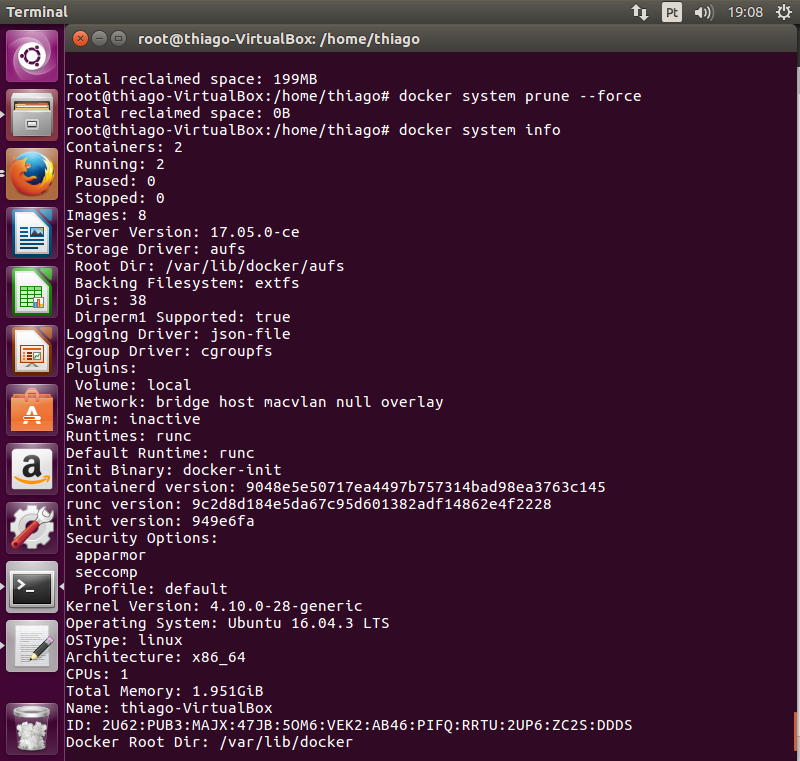 Terminal
Pt
19:08
root@thiago-VirtualBox: /home/thiago
Total reclaimed space: 199MB
root@thiago-VirtualBox:/home/thiago# docker system prune --force
Total reclaimed space: 0B
root@thiago-VirtualBox:/home/thiago# docker system info
Containers: 2
 Running: 2
 Paused: 0
 Stopped: 0
Images: 8
Server Version: 17.05.0-ce
Storage Driver: aufs
 Root Dir: /var/lib/docker/aufs
 Backing Filesystem: extfs
 Dirs: 38
 Dirperm1 Supported: true
Logging Driver: json-file
Cgroup Driver: cgroupfs
Plugins:
 Volume: local
 Network: bridge host macvlan null overlay
Swarm: inactive
Runtimes: runc
Default Runtime: runc
Init Binary: docker-init
containerd version: 9048e5e50717ea4497b757314bad98ea3763c145
runc version: 9c2d8d184e5da67c95d601382adf14862e4f2228
init version: 949e6fa
Security Options:
 apparmor
 seccomp
  Profile: default
Kernel Version: 4.10.0-28-generic
Operating System: Ubuntu 16.04.3 LTS
OSType: linux
Architecture: x86_64
CPUs: 1
Total Memory: 1.951GiB
Name: thiago-VirtualBox
ID: 2U62:PUB3:MAJX:47JB:5OM6:VEK2:AB46:PIFQ:RRTU:2UP6:ZC2S:DDDS
Docker Root Dir: /var/lib/docker